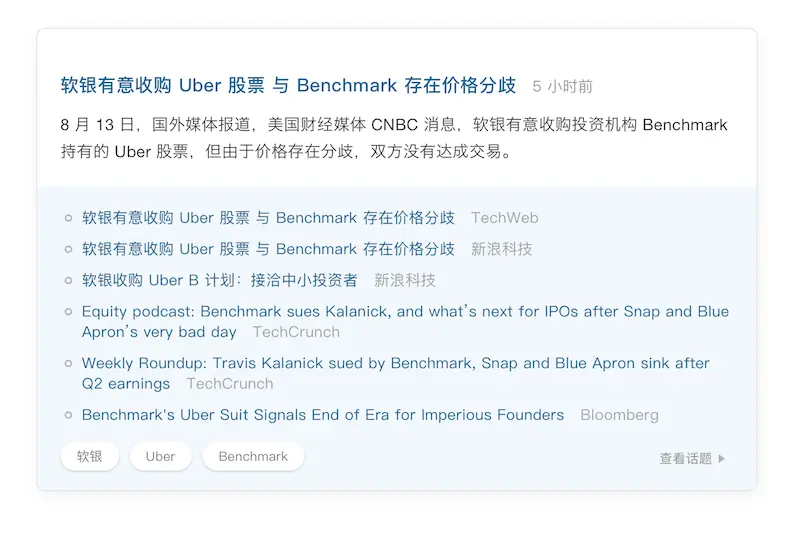 软银有意收购 Uber 股票 与 Benchmark 存在价格分歧 5 小时前
8 月 13 日，国外媒体报道，美国财经媒体 CNBC 消息，软银有意收购投资机构 Benchmark
持有的 Uber 股票，但由于价格存在分歧，双方没有达成交易。
软银有意收购 Uber 股票 与 Benchmark 存在价格分歧 TechWeb
软银有意收购 Uber 股票 与 Benchmark 存在价格分歧 新浪科技
软银收购 Uber B 计划：接洽中小投资者 新浪科技
Equity podcast: Benchmark sues Kalanick, and what's next for IPOs after Snap and Blue
Apron's very bad day TechCrunch
Weekly Roundup: Travis Kalanick sued by Benchmark, Snap and Blue Apron sink after
Q2 earnings TechCrunch
Benchmark's Uber Suit Signals End of Era for Imperious Founders Bloomberg
软银 Uber Benchmark 查看话题